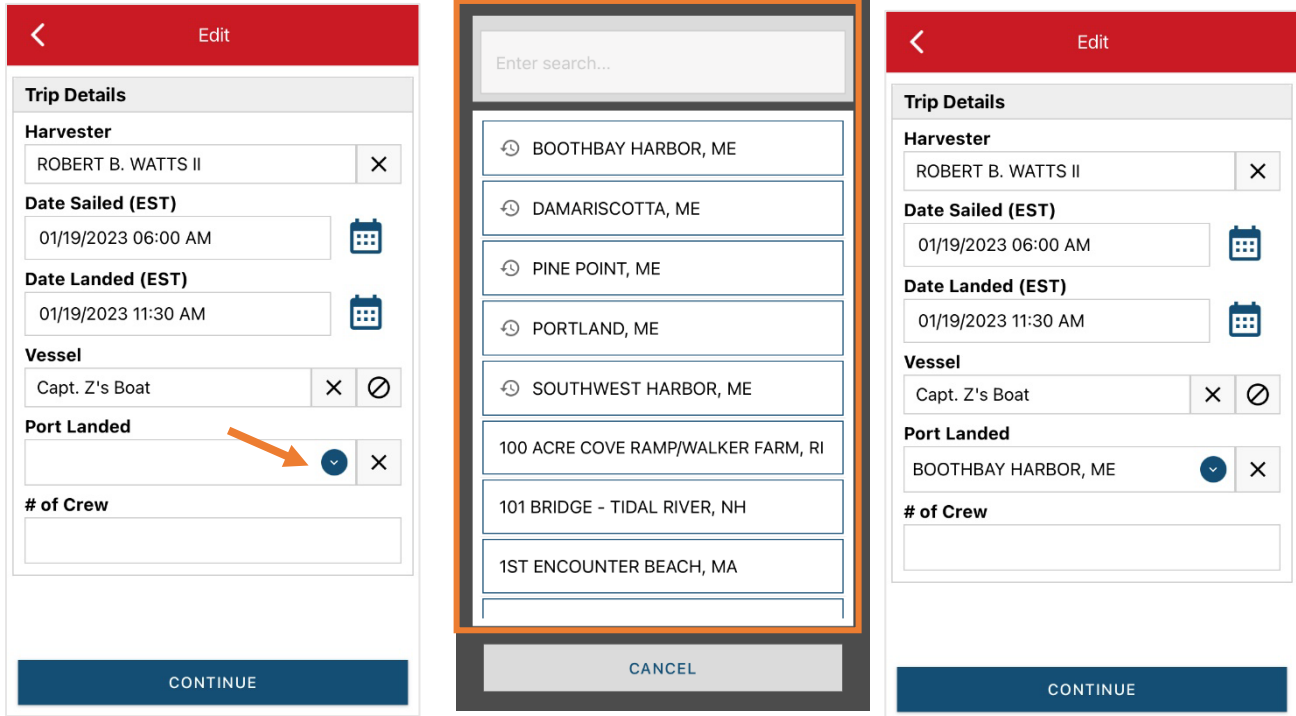 Edit
Trip Details
Harvester
ROBERT B. WATTS II
Date Sailed (EST)
01/19/2023 06:00 AM
Date Landed (EST)
01/19/2023 11:30 AM
Vessel
Capt. Z's Boat
Port Landed
# of Crew
CONTINUE
Enter search...
BOOTHBAY HARBOR, ME
DAMARISCOTTA, ME
PINE POINT, ME
PORTLAND, ME
SOUTHWEST HARBOR, ME
100 ACRE COVE RAMP/WALKER FARM, RI
101 BRIDGE - TIDAL RIVER, NH
1ST ENCOUNTER BEACH, MA
CANCEL
Edit
Trip Details
Harvester
ROBERT B. WATTS II
Date Sailed (EST)
01/19/2023 06:00 AM
Date Landed (EST)
01/19/2023 11:30 AM
Vessel
Capt. Z's Boat
Port Landed
BOOTHBAY HARBOR, ME
# of Crew
CONTINUE